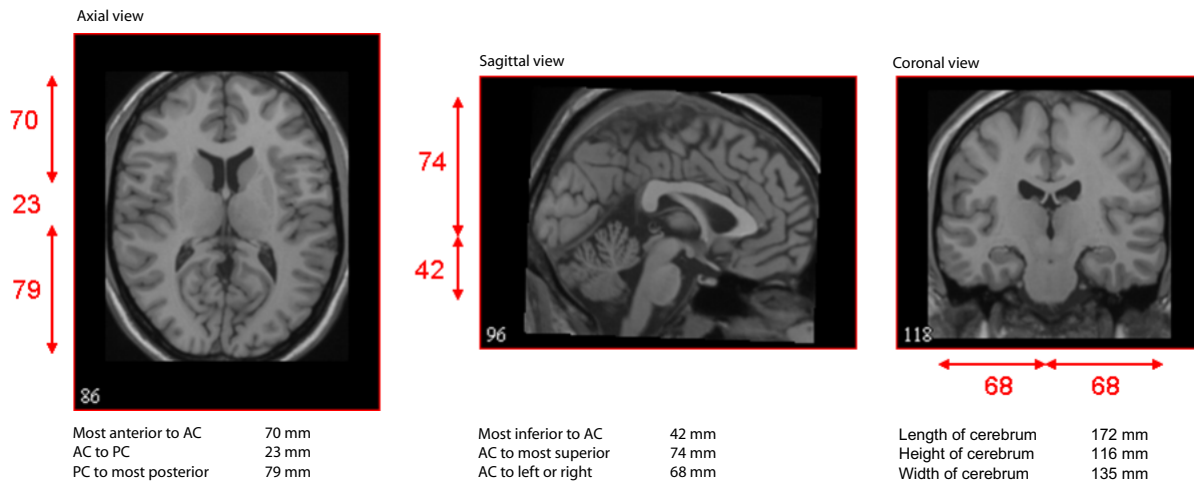 Axial view
70
23
79
86
Most anterior to AC 70 mm
AC to PC 23 mm
PC to most posterior 79 mm
Sagittal view
74
42
96
Most inferior to AC 42 mm
AC to most superior 74 mm
AC to left or right 68 mm
Coronal view
118
68 68
Length of cerebrum 172 mm
Height of cerebrum 116 mm
Width of cerebrum 135 mm